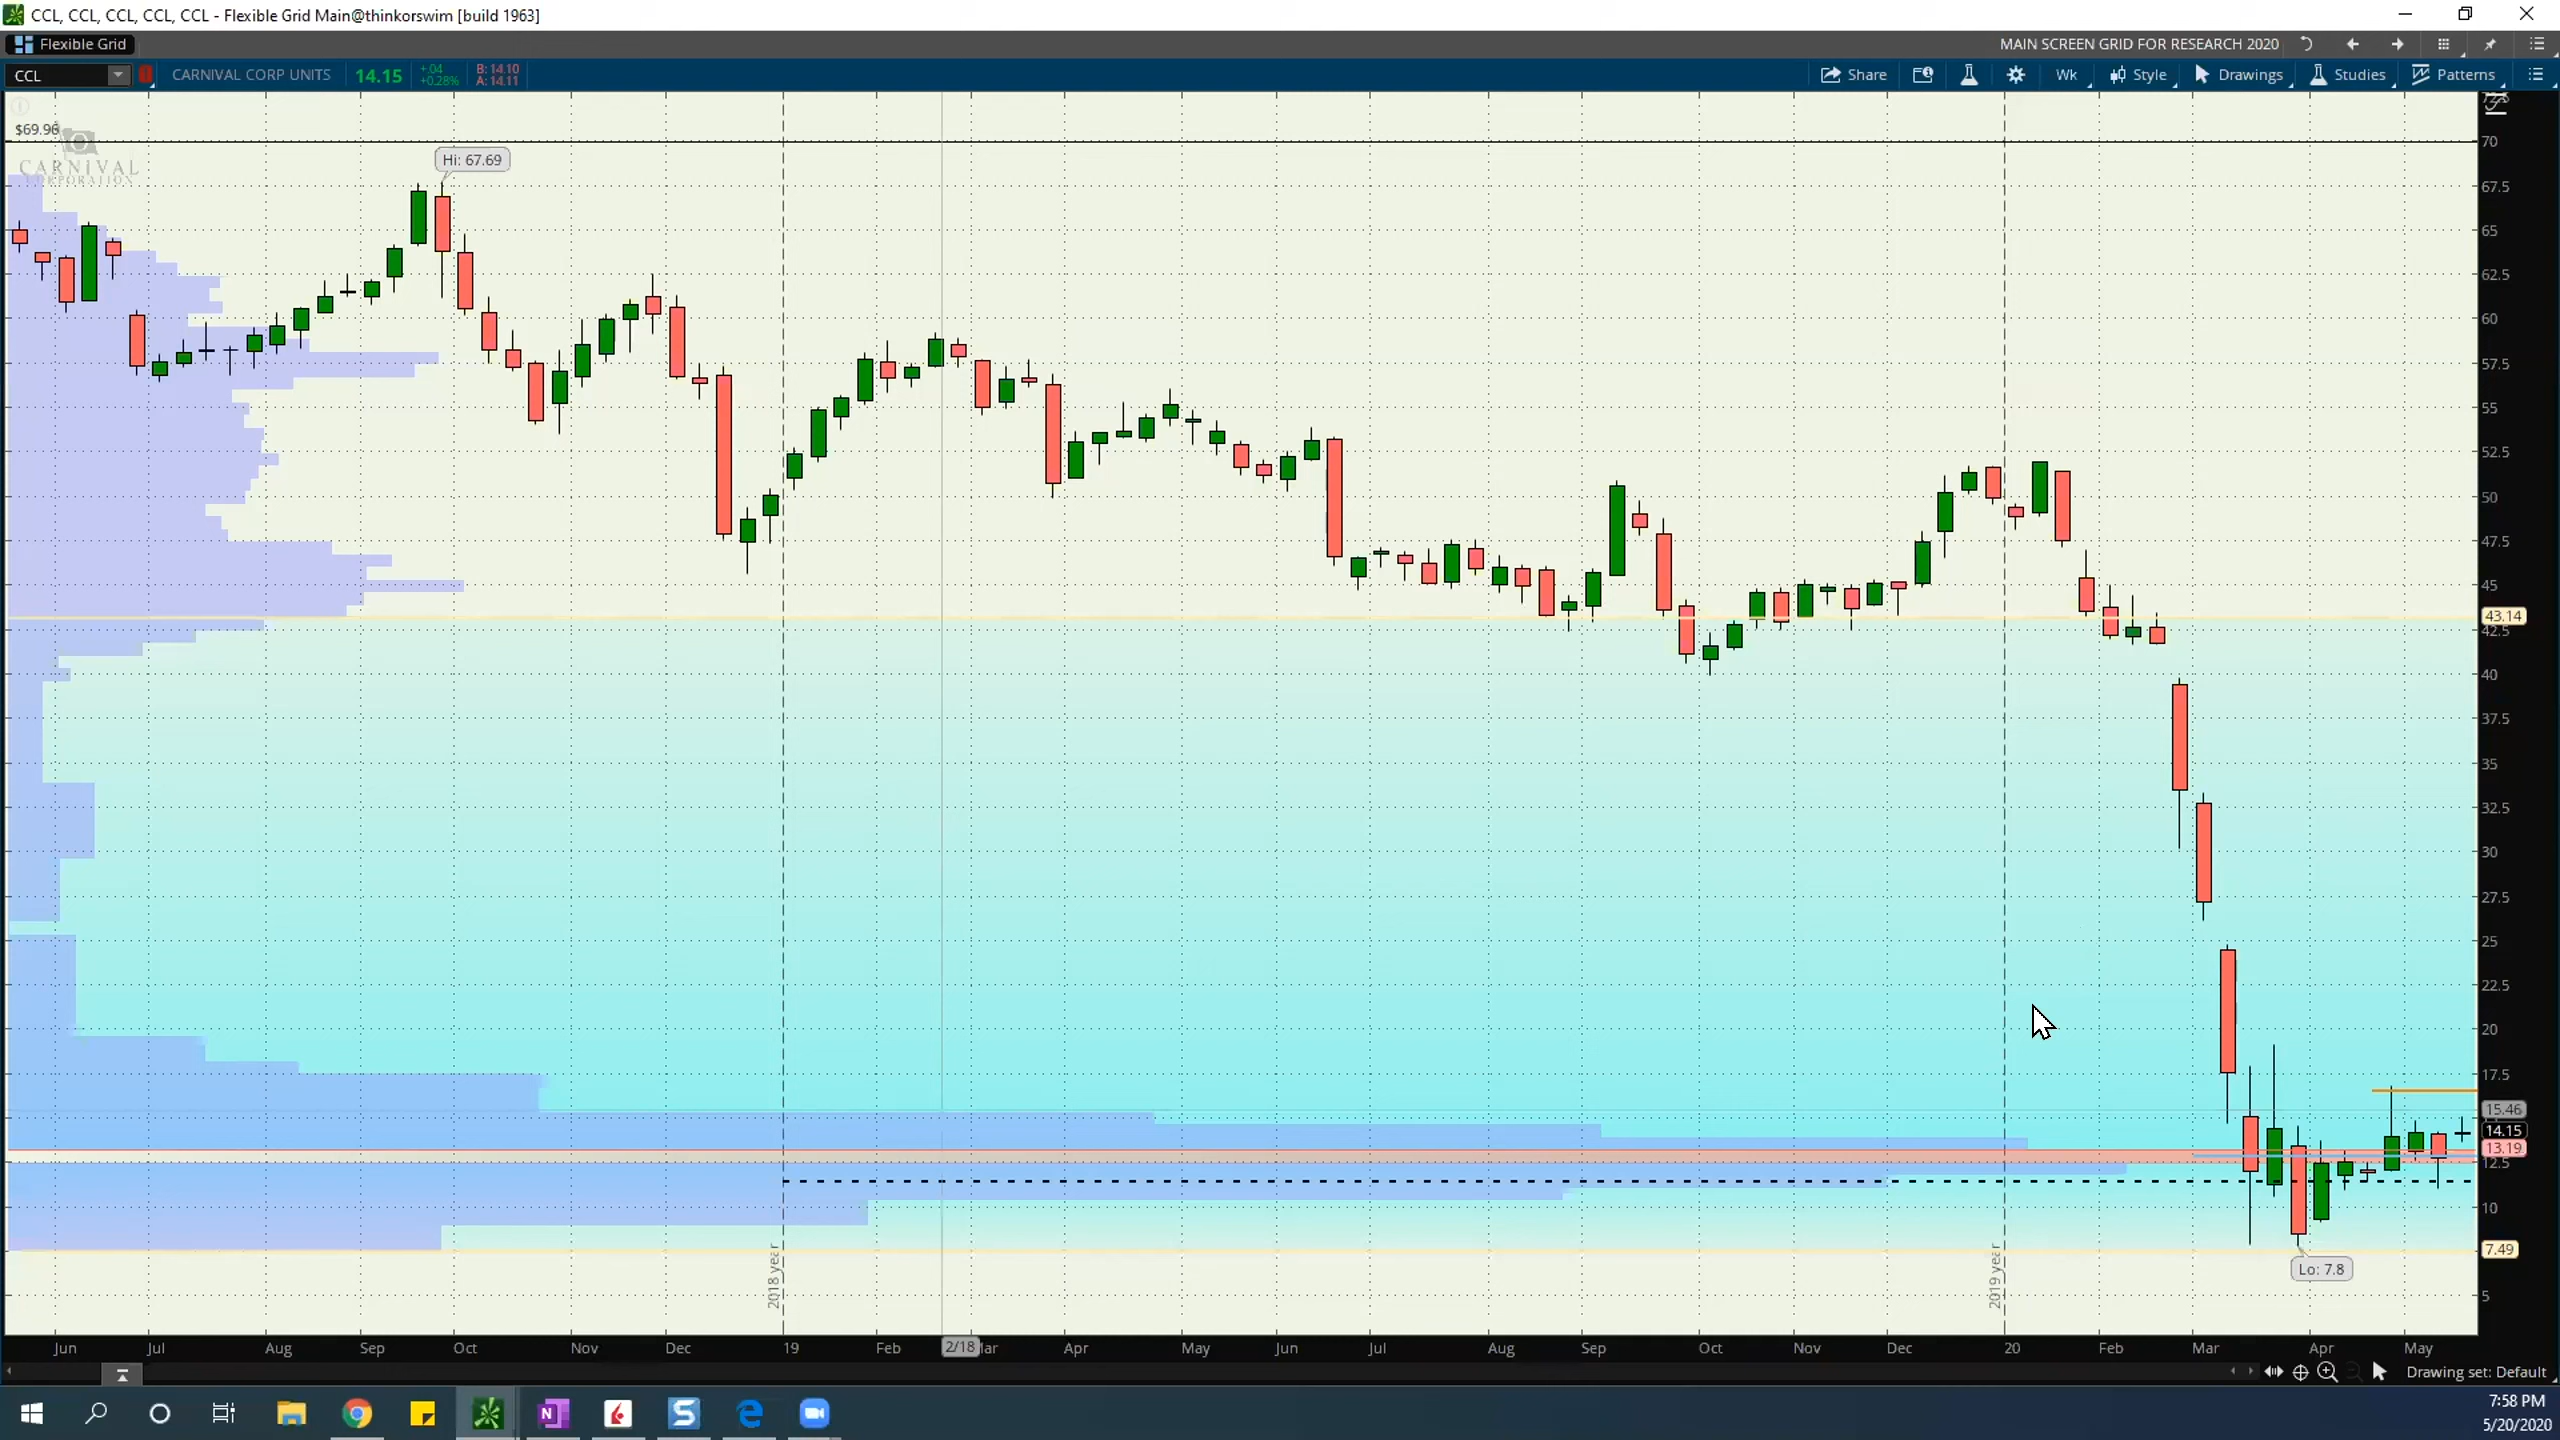 CCL, CCL, CCL, CCL, CCL - Flexible Grid Main@thinkorswim [build 1963]
Flexible Grid
MAIN SCREEN GRID FOR RESEARCH 2020
CCL
CARNIVAL CORP UNITS
14.15
+.04
+0.28%
B: 14.10
A: 14.11
Share
Wk
Style
Drawings
Studies
Patterns
$69.96
CARNIVAL
CORPORATION
Hi: 67.69
70
67.5
65
62.5
60
57.5
55
52.5
50
47.5
45
43.14
42.5
40
37.5
35
32.5
30
27.5
25
22.5
20
17.5
15.46
14.15
13.19
12.5
10
7.49
5
Lo: 7.8
2018 year
2019 year
Jun Jul Aug Sep Oct Nov Dec 19 Feb 2/18 Apr May Jun Jul Aug Sep Oct Nov Dec 20 Feb Mar Apr May
Drawing set: Default
7:58 PM
5/20/2020